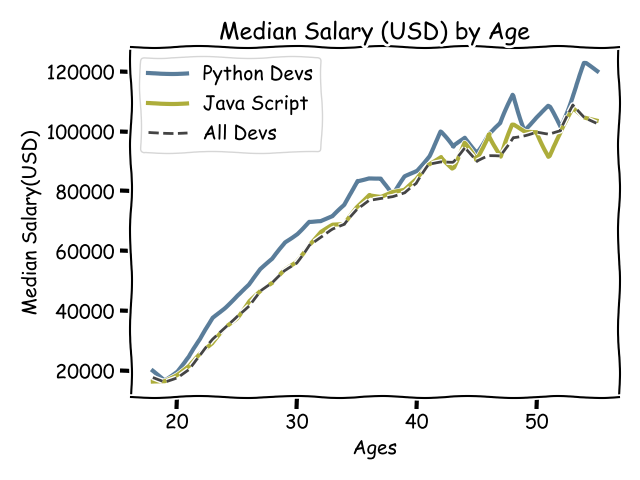 Median Salary (USD) by Age
Python Devs
Java Script
All Devs
120000
100000
80000
60000
40000
20000
Median Salary(USD)
20 30 40 50
Ages